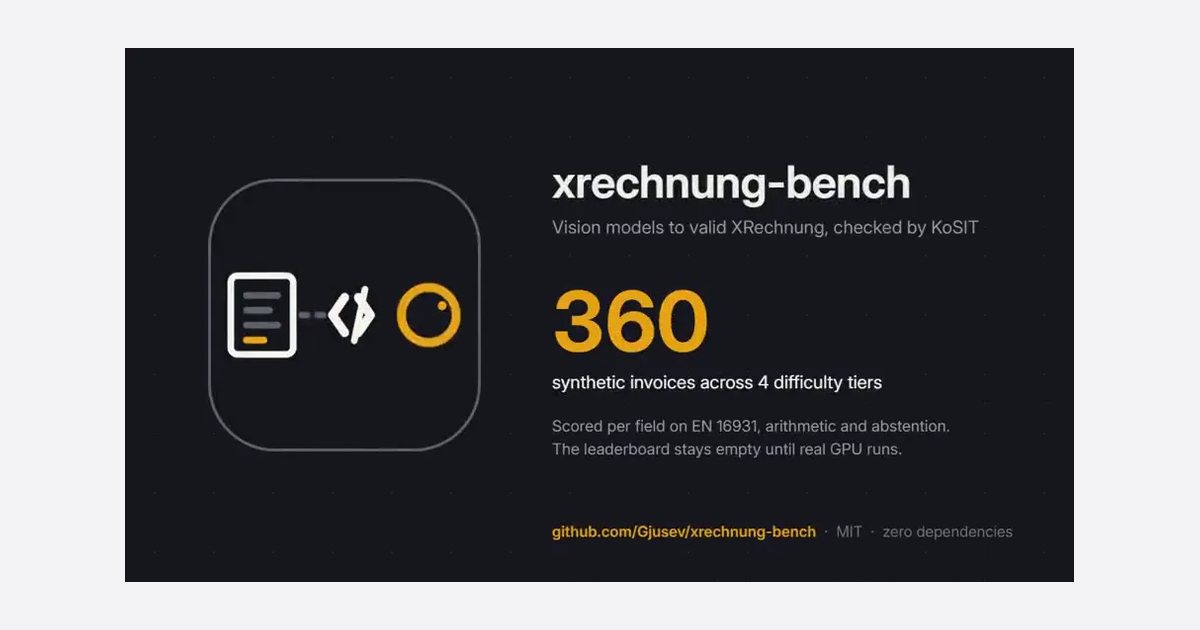 xrechnung-bench
Vision models to valid XRechnung, checked by KoSIT
360
synthetic invoices across 4 difficulty tiers
Scored per field on EN 16931, arithmetic and abstention.
The leaderboard stays empty until real GPU runs.
github.com/Gjusev/xrechnung-bench · MIT · zero dependencies